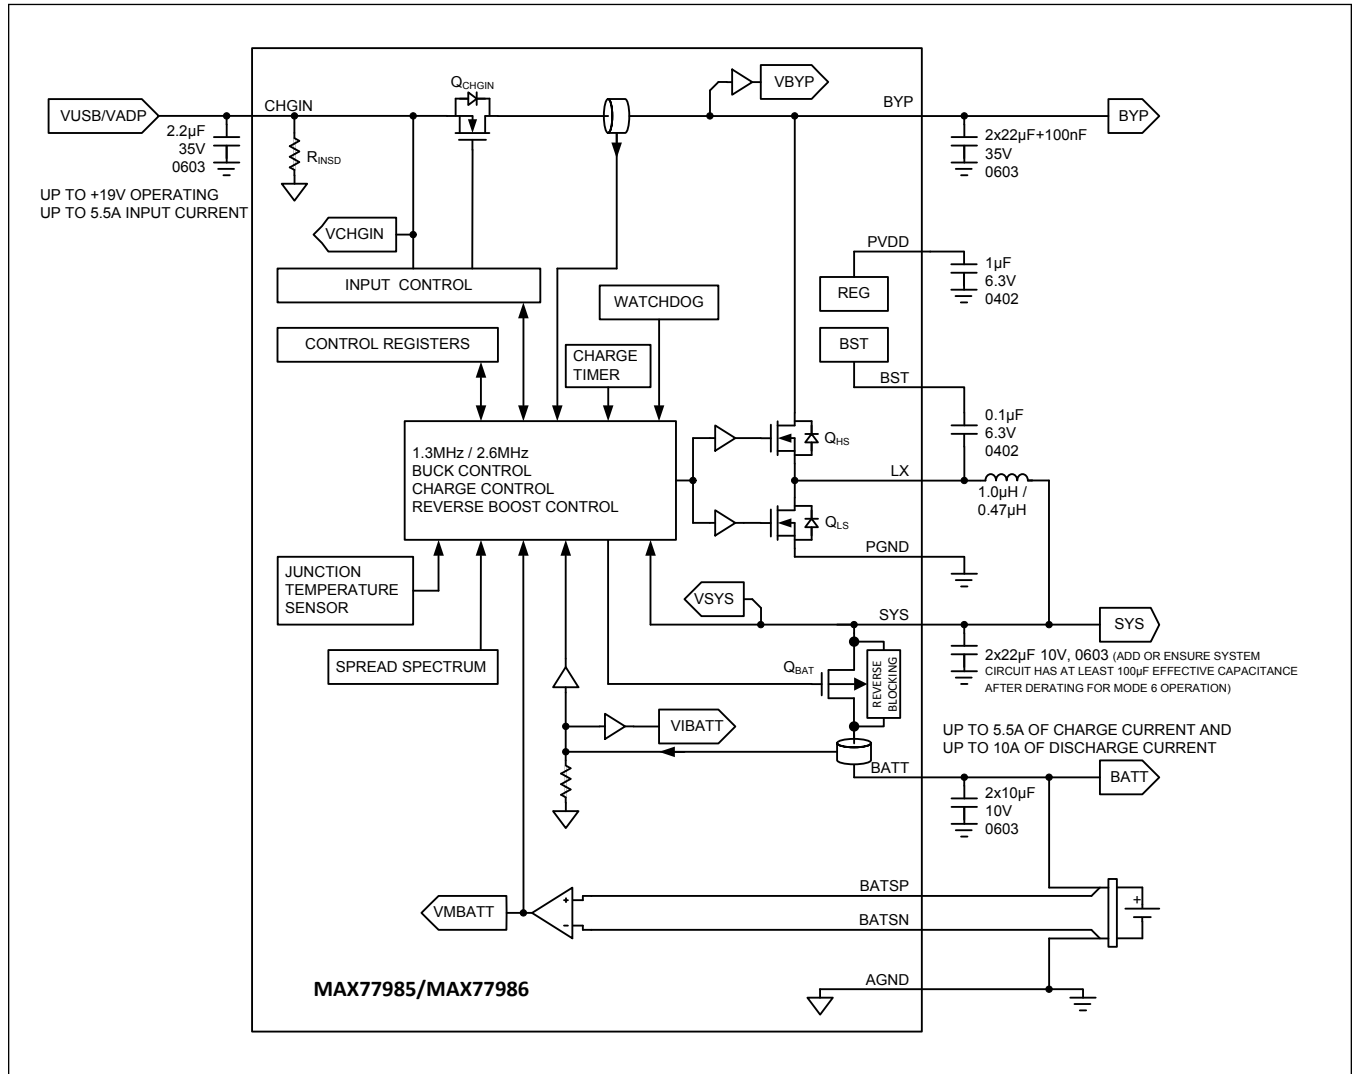 Q_CHGIN
VBYP
VUSB/VADP
CHGIN
BYP
BYP
2.2µF
35V
0603
R_INSD
2x22µF+100nF
35V
0603
UP TO +19V OPERATING
UP TO 5.5A INPUT CURRENT
VCHGIN
PVDD
INPUT CONTROL
REG
1µF
6.3V
0402
WATCHDOG
CONTROL REGISTERS
CHARGE
TIMER
BST
BST
0.1µF
6.3V
0402
1.3MHz / 2.6MHz
BUCK CONTROL
CHARGE CONTROL
REVERSE BOOST CONTROL
Q_HS
LX
1.0µH /
0.47µH
Q_LS
PGND
JUNCTION
TEMPERATURE
SENSOR
VSYS
SYS
SYS
SPREAD SPECTRUM
Q_BAT
REVERSE
BLOCKING
2x22µF 10V, 0603 (ADD OR ENSURE SYSTEM
CIRCUIT HAS AT LEAST 100µF EFFECTIVE CAPACITANCE
AFTER DERATING FOR MODE 6 OPERATION)
VIBATT
UP TO 5.5A OF CHARGE CURRENT AND
UP TO 10A OF DISCHARGE CURRENT
BATT
BATT
2x10µF
10V
0603
BATSP
VMBATT
+
-
+
BATSN
AGND
MAX77985/MAX77986